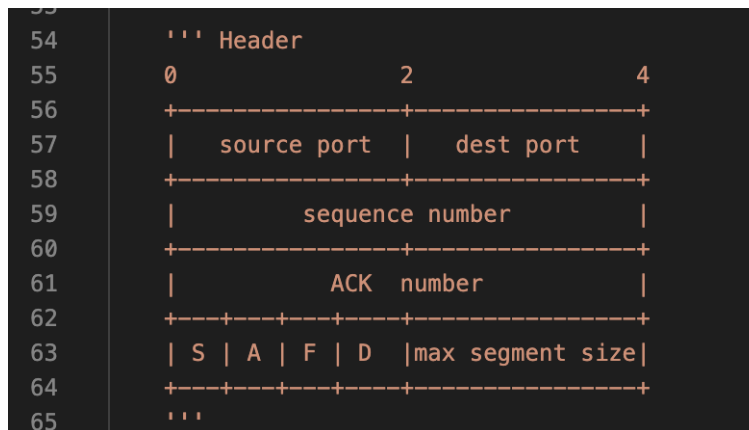 54 ''' Header
55 0 2 4
56 +----------------+----------------+
57 | source port | dest port |
58 +----------------+----------------+
59 | sequence number |
60 +----------------+----------------+
61 | ACK number |
62 +---+---+---+----+----------------+
63 | S | A | F | D |max segment size|
64 +---+---+---+----+----------------+
65 '''